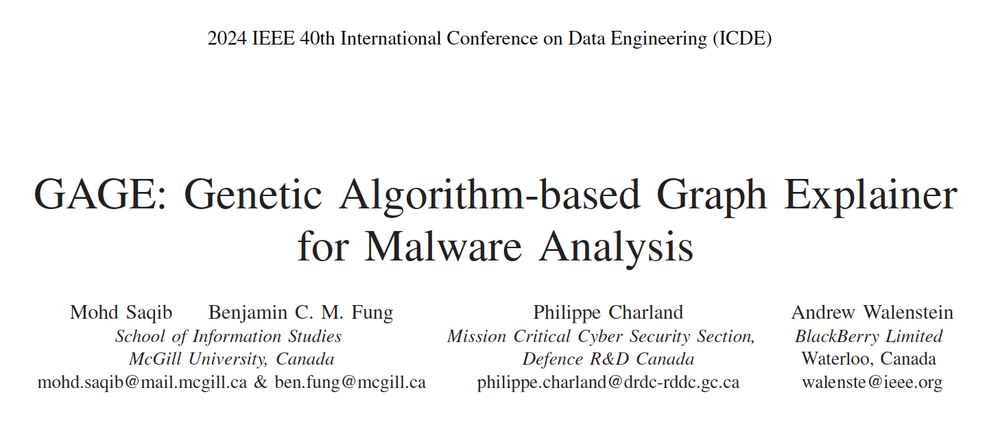 2024 IEEE 40th International Conference on Data Engineering (ICDE)
GAGE: Genetic Algorithm-based Graph Explainer
for Malware Analysis
Mohd Saqib Benjamin C. M. Fung
School of Information Studies
McGill University, Canada
mohd.saqib@mail.mcgill.ca & ben.fung@mcgill.ca
Philippe Charland
Mission Critical Cyber Security Section,
Defence R&D Canada
philippe.charland@drdc-rddc.gc.ca
Andrew Walenstein
BlackBerry Limited
Waterloo, Canada
walenste@ieee.org